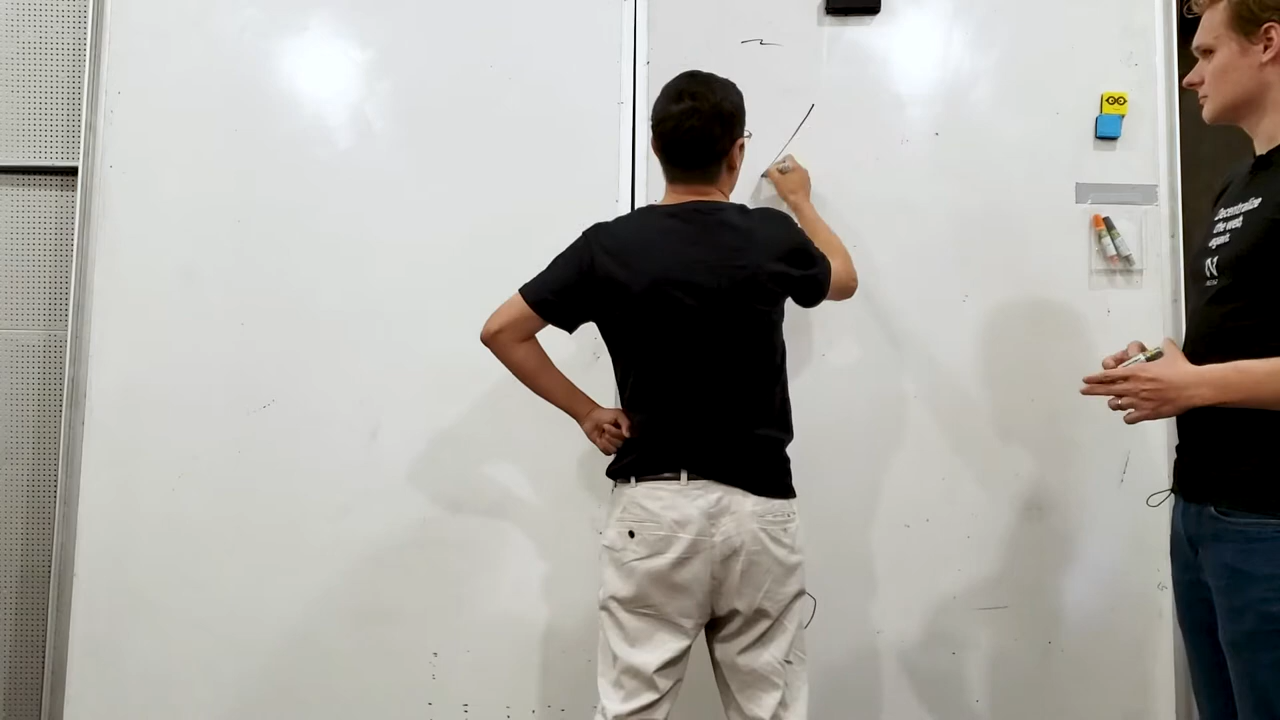 Decentralize
the web,
again.
N